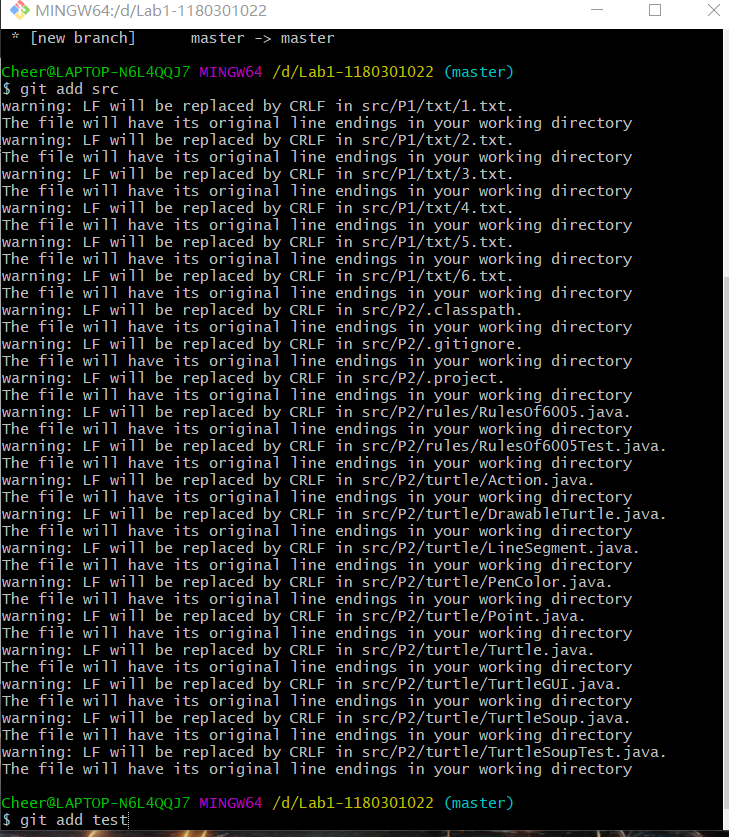 MINGW64:/d/Lab1-1180301022
* [new branch]      master -> master
Cheer@LAPTOP-N6L4QQJ7 MINGW64 /d/Lab1-1180301022 (master)
$ git add src
warning: LF will be replaced by CRLF in src/P1/txt/1.txt.
The file will have its original line endings in your working directory
warning: LF will be replaced by CRLF in src/P1/txt/2.txt.
The file will have its original line endings in your working directory
warning: LF will be replaced by CRLF in src/P1/txt/3.txt.
The file will have its original line endings in your working directory
warning: LF will be replaced by CRLF in src/P1/txt/4.txt.
The file will have its original line endings in your working directory
warning: LF will be replaced by CRLF in src/P1/txt/5.txt.
The file will have its original line endings in your working directory
warning: LF will be replaced by CRLF in src/P1/txt/6.txt.
The file will have its original line endings in your working directory
warning: LF will be replaced by CRLF in src/P2/.classpath.
The file will have its original line endings in your working directory
warning: LF will be replaced by CRLF in src/P2/.gitignore.
The file will have its original line endings in your working directory
warning: LF will be replaced by CRLF in src/P2/.project.
The file will have its original line endings in your working directory
warning: LF will be replaced by CRLF in src/P2/rules/RulesOf6005.java.
The file will have its original line endings in your working directory
warning: LF will be replaced by CRLF in src/P2/rules/RulesOf6005Test.java.
The file will have its original line endings in your working directory
warning: LF will be replaced by CRLF in src/P2/turtle/Action.java.
The file will have its original line endings in your working directory
warning: LF will be replaced by CRLF in src/P2/turtle/DrawableTurtle.java.
The file will have its original line endings in your working directory
warning: LF will be replaced by CRLF in src/P2/turtle/LineSegment.java.
The file will have its original line endings in your working directory
warning: LF will be replaced by CRLF in src/P2/turtle/PenColor.java.
The file will have its original line endings in your working directory
warning: LF will be replaced by CRLF in src/P2/turtle/Point.java.
The file will have its original line endings in your working directory
warning: LF will be replaced by CRLF in src/P2/turtle/Turtle.java.
The file will have its original line endings in your working directory
warning: LF will be replaced by CRLF in src/P2/turtle/TurtleGUI.java.
The file will have its original line endings in your working directory
warning: LF will be replaced by CRLF in src/P2/turtle/TurtleSoup.java.
The file will have its original line endings in your working directory
warning: LF will be replaced by CRLF in src/P2/turtle/TurtleSoupTest.java.
The file will have its original line endings in your working directory
Cheer@LAPTOP-N6L4QQJ7 MINGW64 /d/Lab1-1180301022 (master)
$ git add test